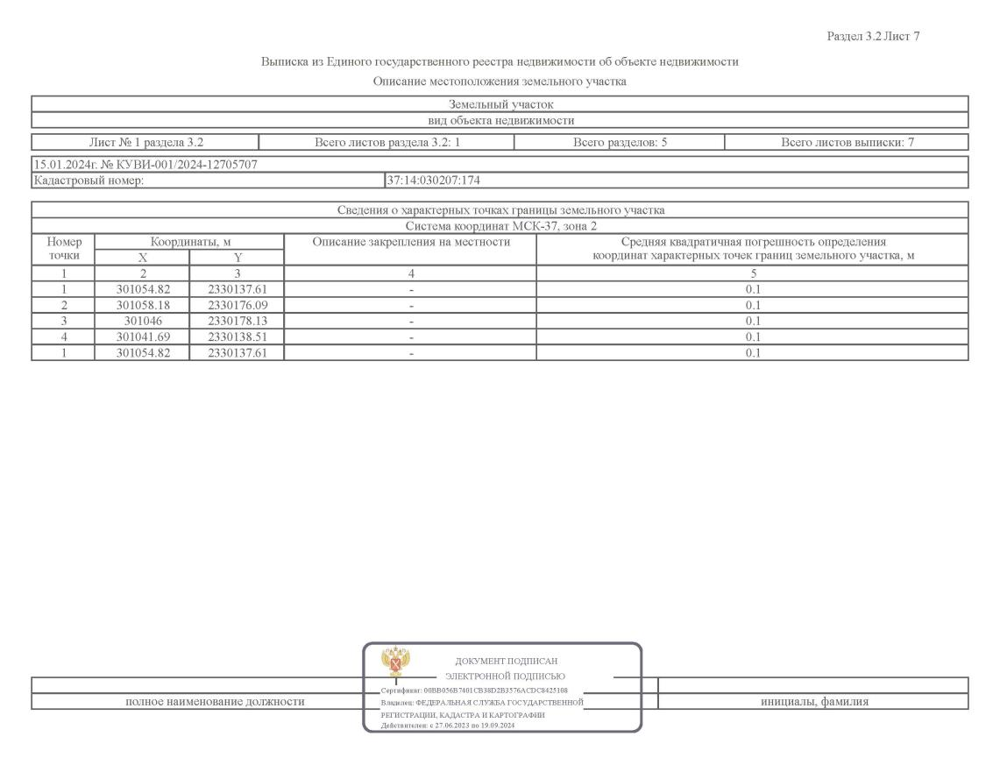 Раздел 3.2 Лист 7
Выписка из Единого государственного реестра недвижимости об объекте недвижимости
Описание местоположения земельного участка
Земельный участок
вид объекта недвижимости
Лист № 1 раздела 3.2 Всего листов раздела 3.2: 1 Всего разделов: 5 Всего листов выписки: 7
15.01.2024г. № КУВИ-001/2024-12705707
Кадастровый номер: 37:14:030207:174
Сведения о характерных точках границы земельного участка
Система координат МСК-37, зона 2
Номер точки Координаты, м Описание закрепления на местности Средняя квадратичная погрешность определения координат характерных точек границ земельного участка, м
X Y
1 2 3 4 5
1 301054.82 2330137.61 - 0.1
2 301058.18 2330176.09 - 0.1
3 301046 2330178.13 - 0.1
4 301041.69 2330138.51 - 0.1
1 301054.82 2330137.61 - 0.1
ДОКУМЕНТ ПОДПИСАН
ЭЛЕКТРОННОЙ ПОДПИСЬЮ
Сертификат: 00BB056B7401CB38D2B3576ACDC8425108
Владелец: ФЕДЕРАЛЬНАЯ СЛУЖБА ГОСУДАРСТВЕННОЙ
РЕГИСТРАЦИИ, КАДАСТРА И КАРТОГРАФИИ
Действителен: с 27.06.2023 по 19.09.2024
полное наименование должности инициалы, фамилия